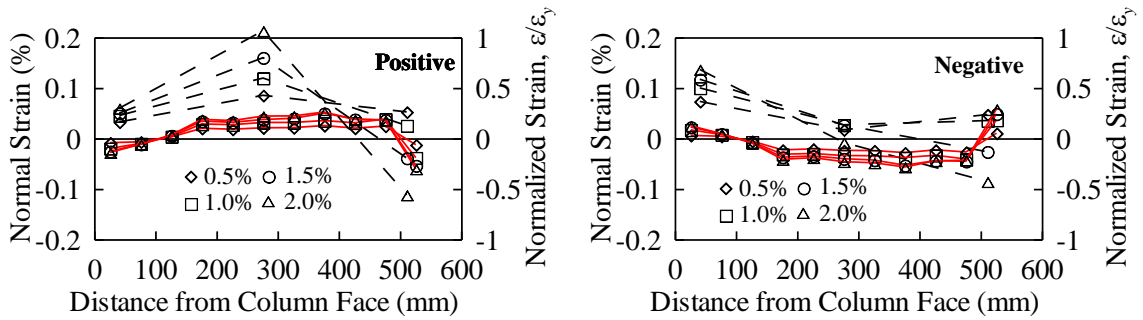 Positive
Normal Strain (%)
0.2
0.1
0
-0.1
-0.2
1
0.5
0
-0.5
-1
Normalized Strain, ε/εy
0.5% 1.5%
1.0% 2.0%
0 100 200 300 400 500 600
Distance from Column Face (mm)
Negative
Normal Strain (%)
0.2
0.1
0
-0.1
-0.2
1
0.5
0
-0.5
-1
Normalized Strain, ε/εy
0.5% 1.5%
1.0% 2.0%
0 100 200 300 400 500 600
Distance from Column Face (mm)